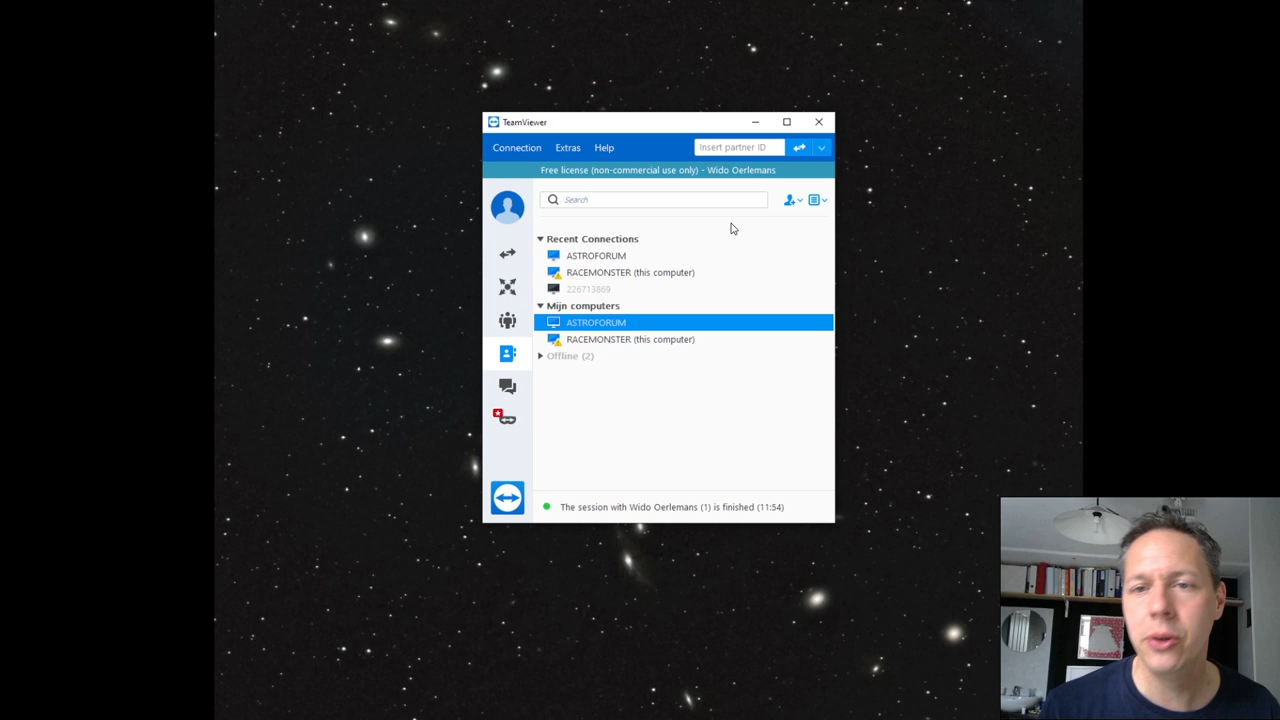 TeamViewer
Connection Extras Help Insert partner ID
Free license (non-commercial use only) - Wido Oerlemans
Search
Recent Connections
ASTROFORUM
RACEMONSTER (this computer)
226713869
Mijn computers
ASTROFORUM
RACEMONSTER (this computer)
Offline (2)
The session with Wido Oerlemans (1) is finished (11:54)